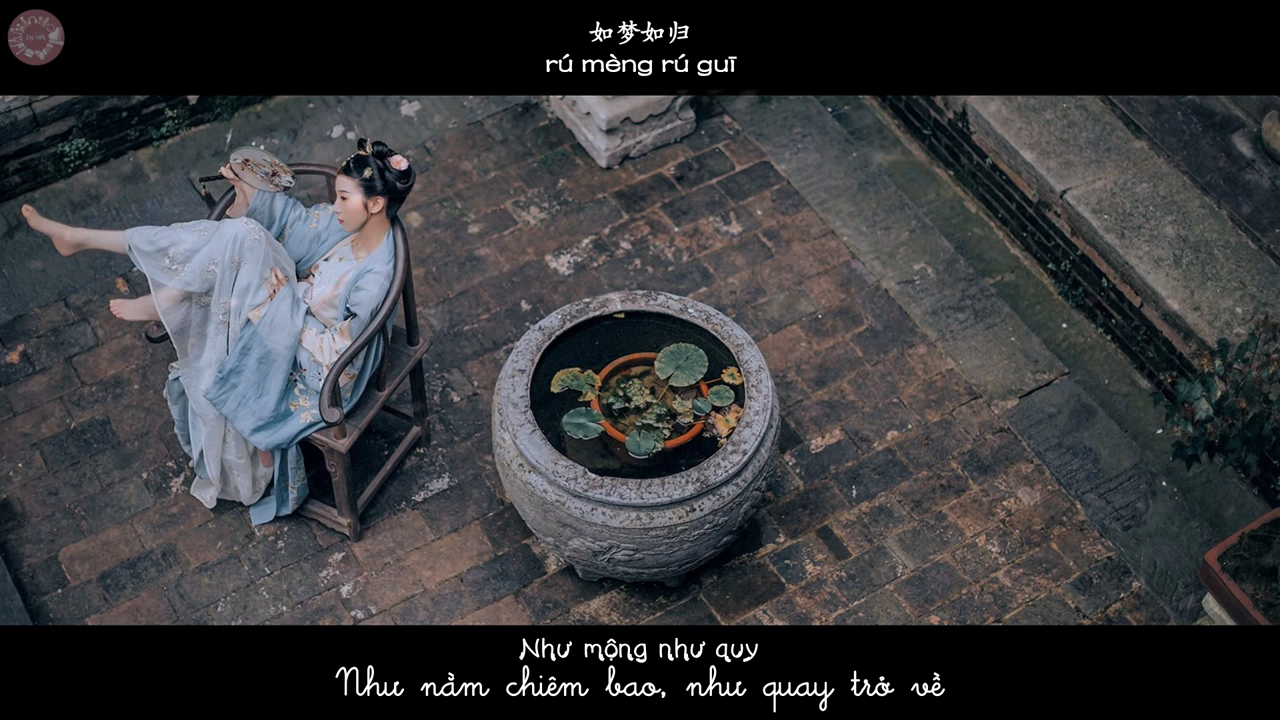 如梦如归
rú mèng rú guī
Như mộng như quy
Như nằm chiêm bao, như quay trở về